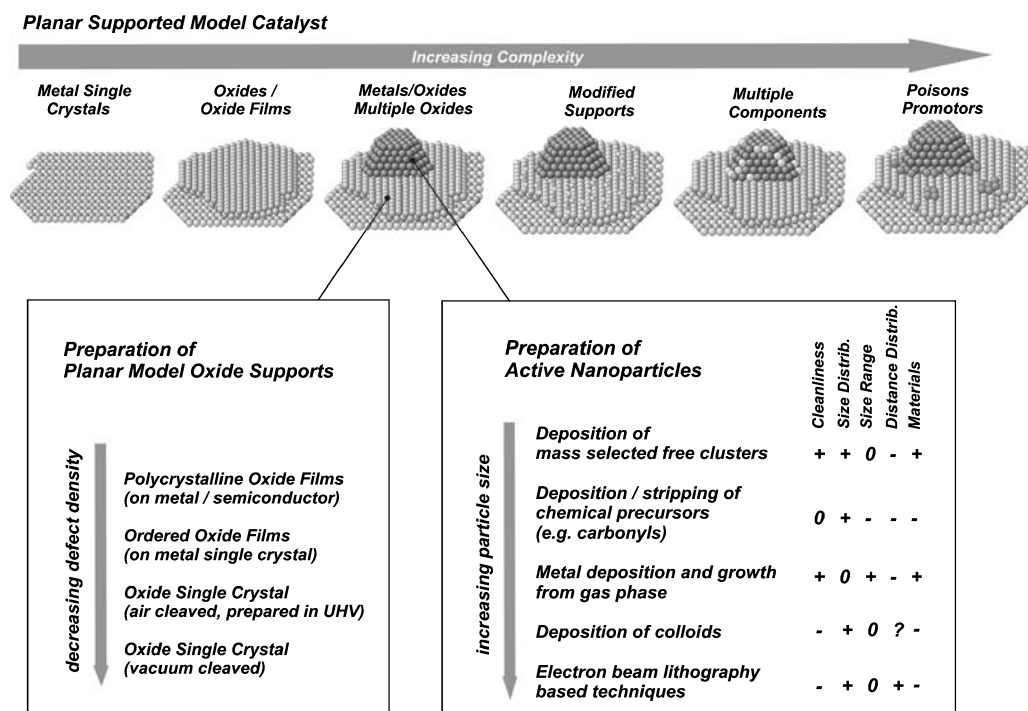 Planar Supported Model Catalyst
Increasing Complexity
Metal Single
Crystals
Oxides /
Oxide Films
Metals/Oxides
Multiple Oxides
Modified
Supports
Multiple
Components
Poisons
Promotors
Preparation of
Planar Model Oxide Supports
decreasing defect density
Polycrystalline Oxide Films
(on metal / semiconductor)
Ordered Oxide Films
(on metal single crystal)
Oxide Single Crystal
(air cleaved, prepared in UHV)
Oxide Single Crystal
(vacuum cleaved)
Preparation of
Active Nanoparticles
Cleanliness
Size Distrib.
Size Range
Distance Distrib.
Materials
increasing particle size
Deposition of
mass selected free clusters + + 0 - +
Deposition / stripping of
chemical precursors 0 + - - -
(e.g. carbonyls)
Metal deposition and growth + 0 + - +
from gas phase
Deposition of colloids - + 0 ? -
Electron beam lithography
based techniques - + 0 + -